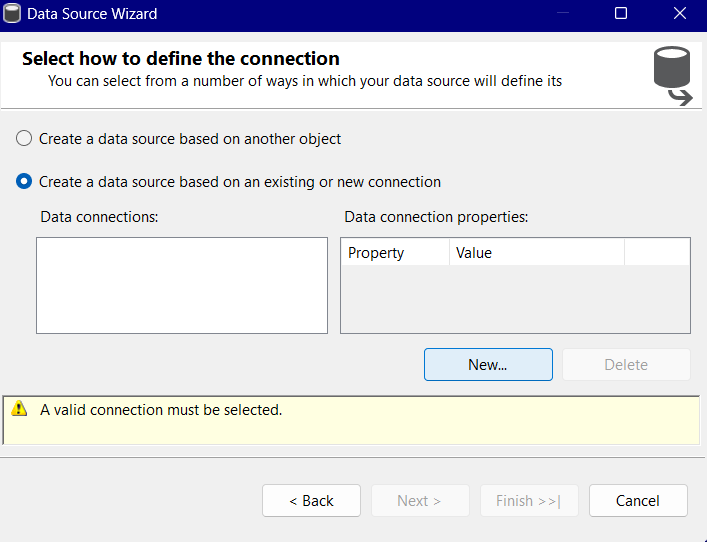 Data Source Wizard
Select how to define the connection
You can select from a number of ways in which your data source will define its
Create a data source based on another object
Create a data source based on an existing or new connection
Data connections:
Data connection properties:
Property
Value
New...
Delete
A valid connection must be selected.
< Back
Next >
Finish >>|
Cancel